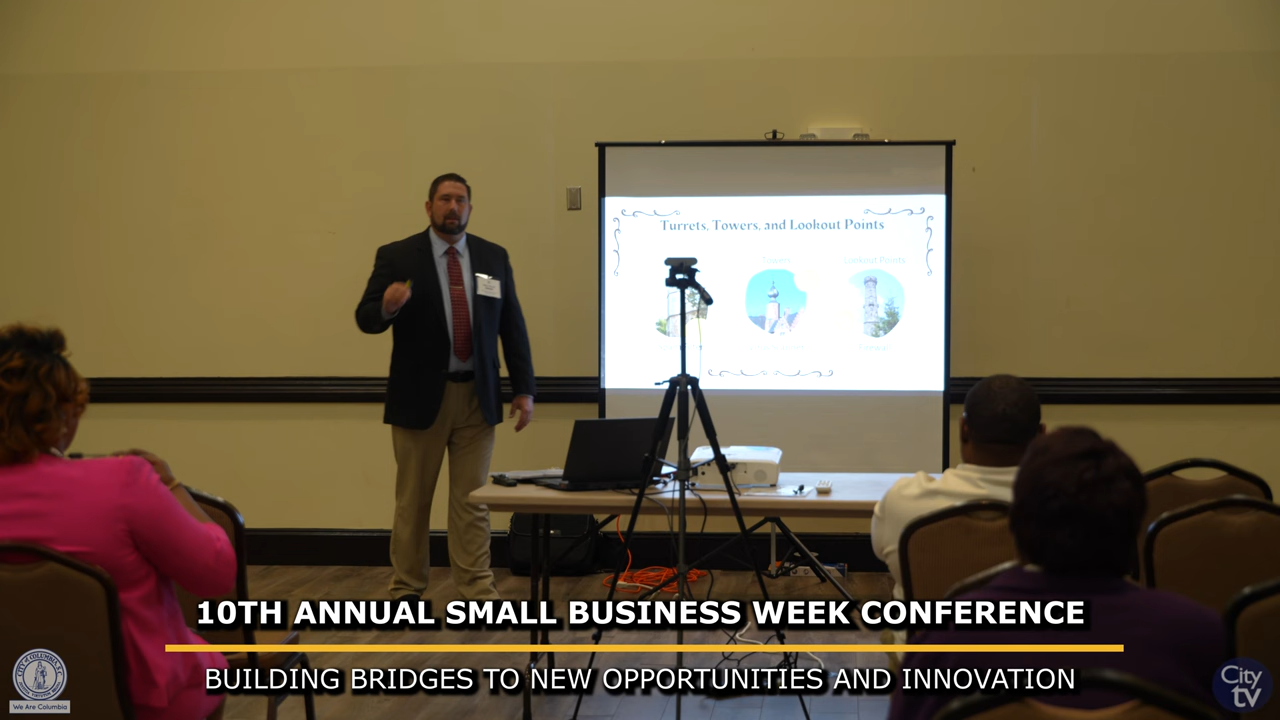 Turrets, Towers, and Lookout Points
Towers
Lookout Points
10TH ANNUAL SMALL BUSINESS WEEK CONFERENCE
BUILDING BRIDGES TO NEW OPPORTUNITIES AND INNOVATION
We Are Columbia
City
tv